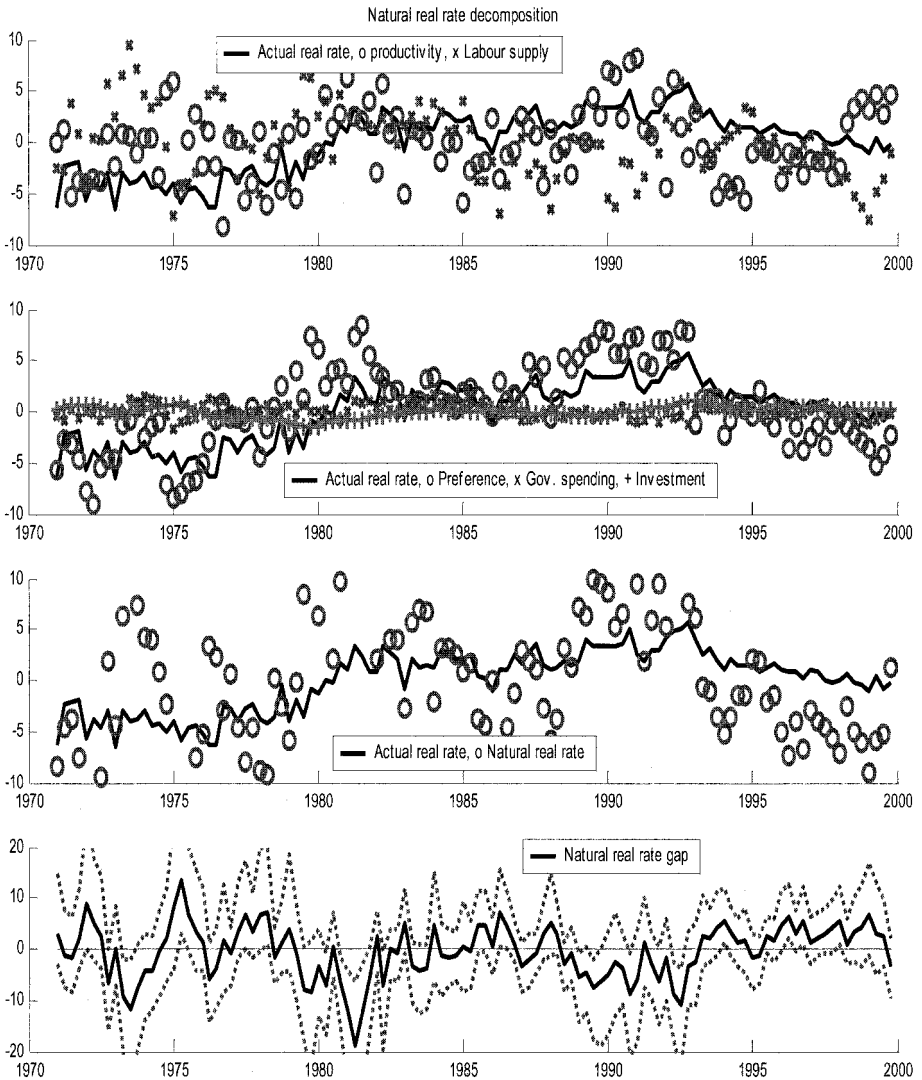 Natural real rate decomposition
10
5
0
-5
-10
Actual real rate, o productivity, x Labour supply
1970 1975 1980 1985 1990 1995 2000
10
5
0
-5
-10
Actual real rate, o Preference, x Gov. spending, + Investment
1970 1975 1980 1985 1990 1995 2000
10
5
0
-5
-10
Actual real rate, o Natural real rate
1970 1975 1980 1985 1990 1995 2000
20
10
0
-10
-20
Natural real rate gap
1970 1975 1980 1985 1990 1995 2000